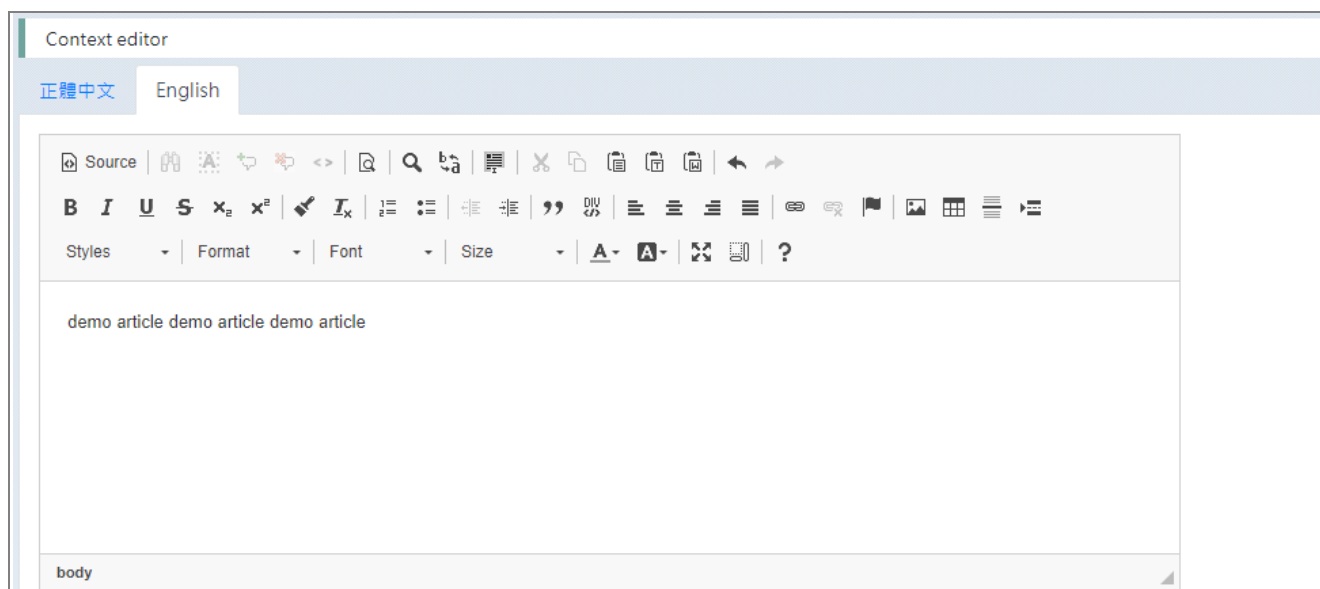 Context editor
正體中文 English
Source
Styles Format Font Size
demo article demo article demo article
body